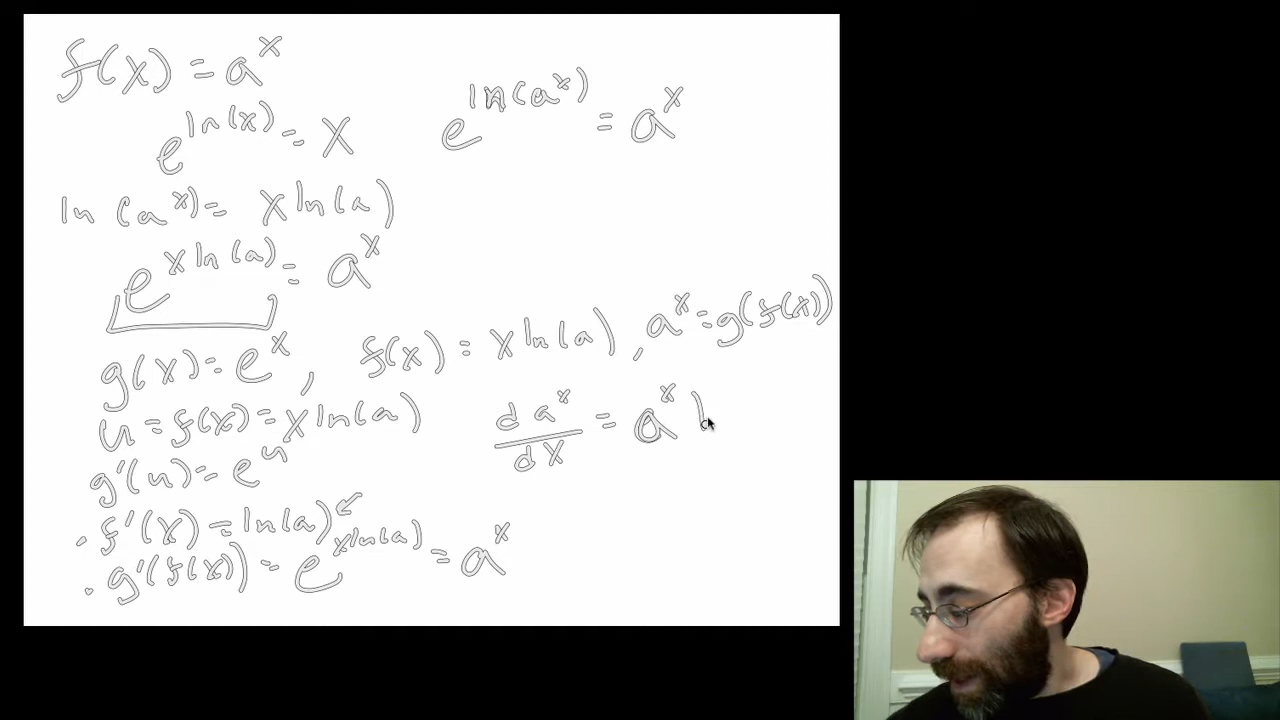 f(x) = a^x
e^ln(x) = x
e^ln(a^x) = a^x
ln(a^x) = x ln(a)
e^x ln(a) = a^x
g(x) = e^x, f(x) = x ln(a), a^x = g(f(x))
u = f(x) = x ln(a)
d a^x / dx = a^x
g'(u) = e^u
· f'(x) = ln(a) ←
· g'(f(x)) = e^x ln(a) = a^x